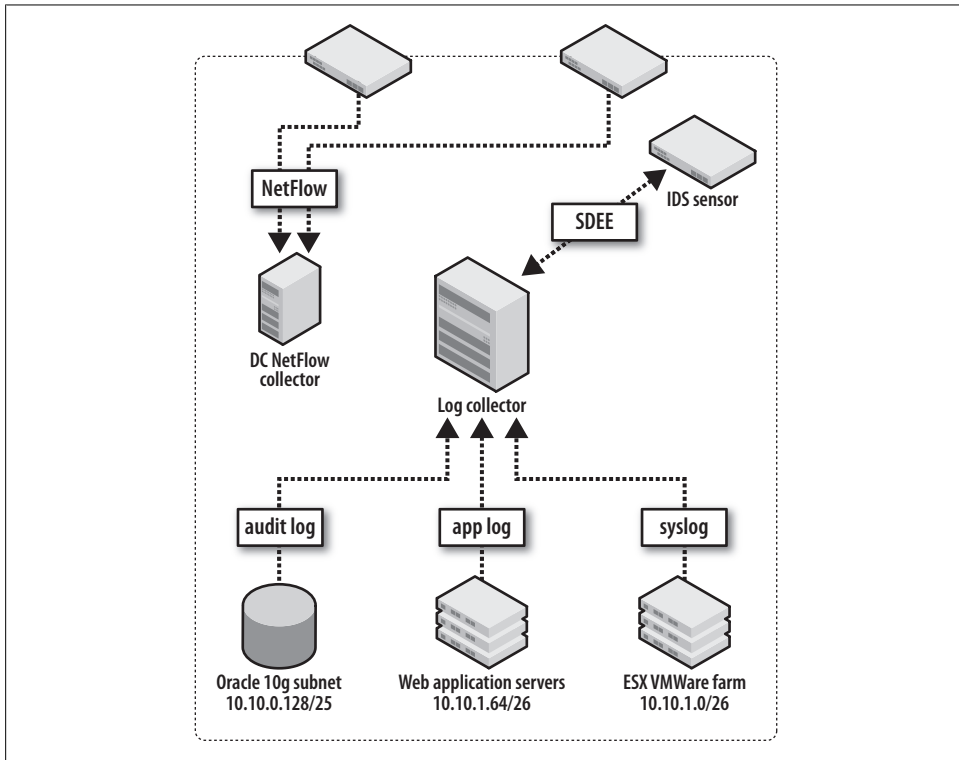 NetFlow
IDS sensor
SDEE
DC NetFlow
collector
Log collector
audit log
app log
syslog
Oracle 10g subnet
10.10.0.128/25
Web application servers
10.10.1.64/26
ESX VMWare farm
10.10.1.0/26